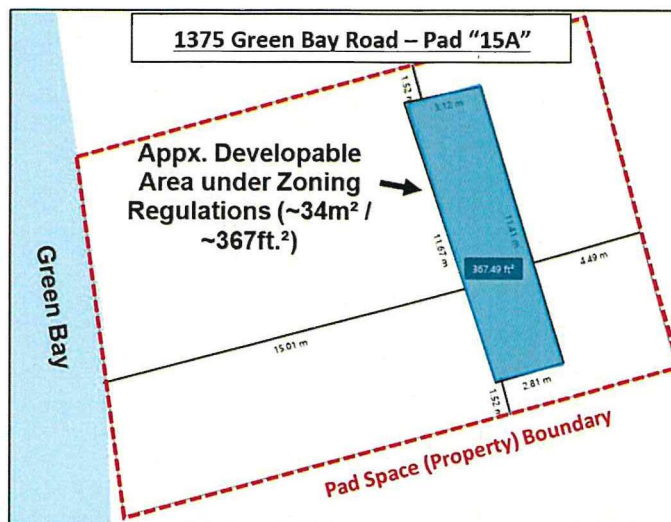 1375 Green Bay Road – Pad “15A”
1.52 m
3.12 m
Appx. Developable
Area under Zoning
Regulations (~34m² /
~367ft.²)
11.67 m
11.41 m
367.49 ft²
4.49 m
15.01 m
Green Bay
1.52 m
2.81 m
Pad Space (Property) Boundary